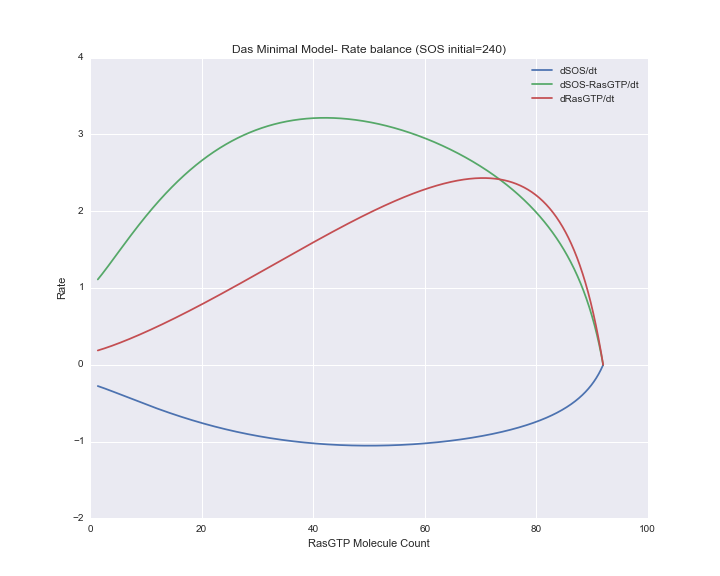 Das Minimal Model- Rate balance (SOS initial=240)
dSOS/dt
dSOS-RasGTP/dt
dRasGTP/dt
4
3
2
1
0
−1
−2
Rate
0 20 40 60 80 100
RasGTP Molecule Count